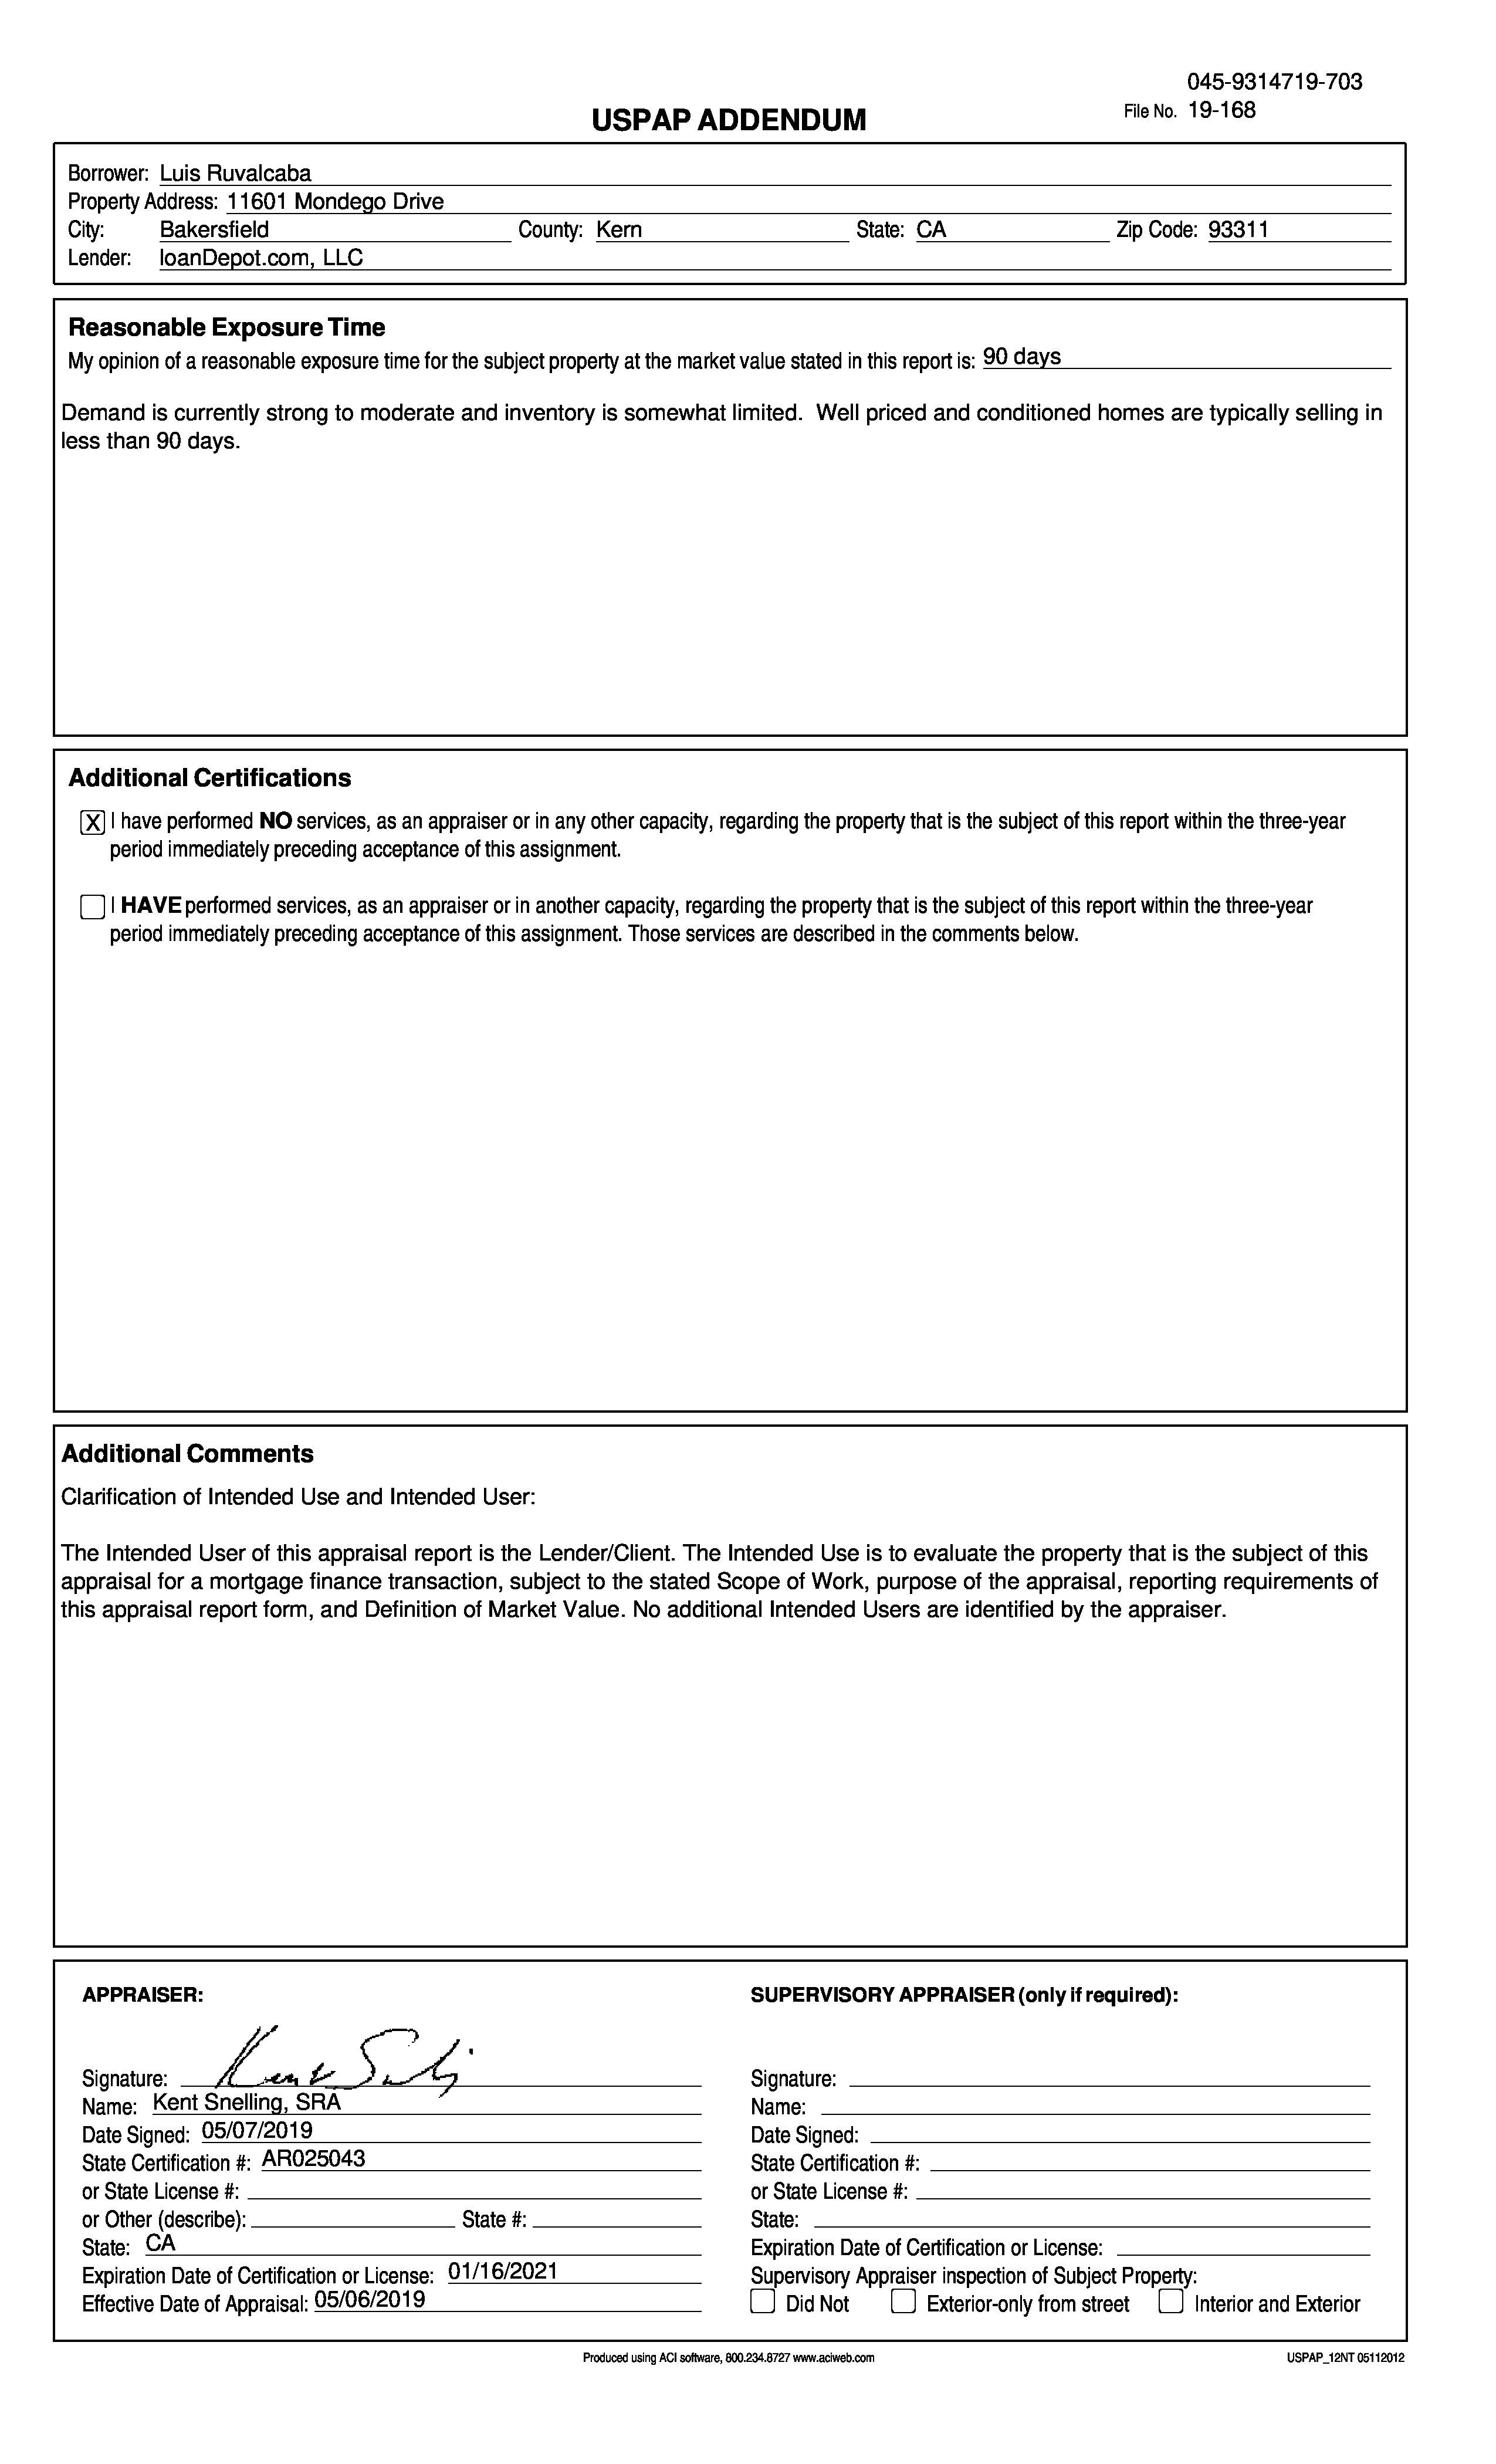 045-9314719-703
USPAP ADDENDUM
File No. 19-168
Borrower: Luis Ruvalcaba
Property Address: 11601 Mondego Drive
City: Bakersfield County: Kern State: CA Zip Code: 93311
Lender: loanDepot.com, LLC
Reasonable Exposure Time
My opinion of a reasonable exposure time for the subject property at the market value stated in this report is: 90 days
Demand is currently strong to moderate and inventory is somewhat limited. Well priced and conditioned homes are typically selling in
less than 90 days.
Additional Certifications
X I have performed NO services, as an appraiser or in any other capacity, regarding the property that is the subject of this report within the three-year
period immediately preceding acceptance of this assignment.
I HAVE performed services, as an appraiser or in another capacity, regarding the property that is the subject of this report within the three-year
period immediately preceding acceptance of this assignment. Those services are described in the comments below.
Additional Comments
Clarification of Intended Use and Intended User:
The Intended User of this appraisal report is the Lender/Client. The Intended Use is to evaluate the property that is the subject of this
appraisal for a mortgage finance transaction, subject to the stated Scope of Work, purpose of the appraisal, reporting requirements of
this appraisal report form, and Definition of Market Value. No additional Intended Users are identified by the appraiser.
APPRAISER:
Signature: Kent
Name: Kent Snelling, SRA
Date Signed: 05/07/2019
State Certification #: AR025043
or State License #:
or Other (describe): State #:
State: CA
Expiration Date of Certification or License: 01/16/2021
Effective Date of Appraisal: 05/06/2019
SUPERVISORY APPRAISER (only if required):
Signature:
Name:
Date Signed:
State Certification #:
or State License #:
State:
Expiration Date of Certification or License:
Supervisory Appraiser inspection of Subject Property:
Did Not Exterior-only from street Interior and Exterior
Produced using ACI software, 800.234.8727 www.aciweb.com
USPAP_12NT 05112012